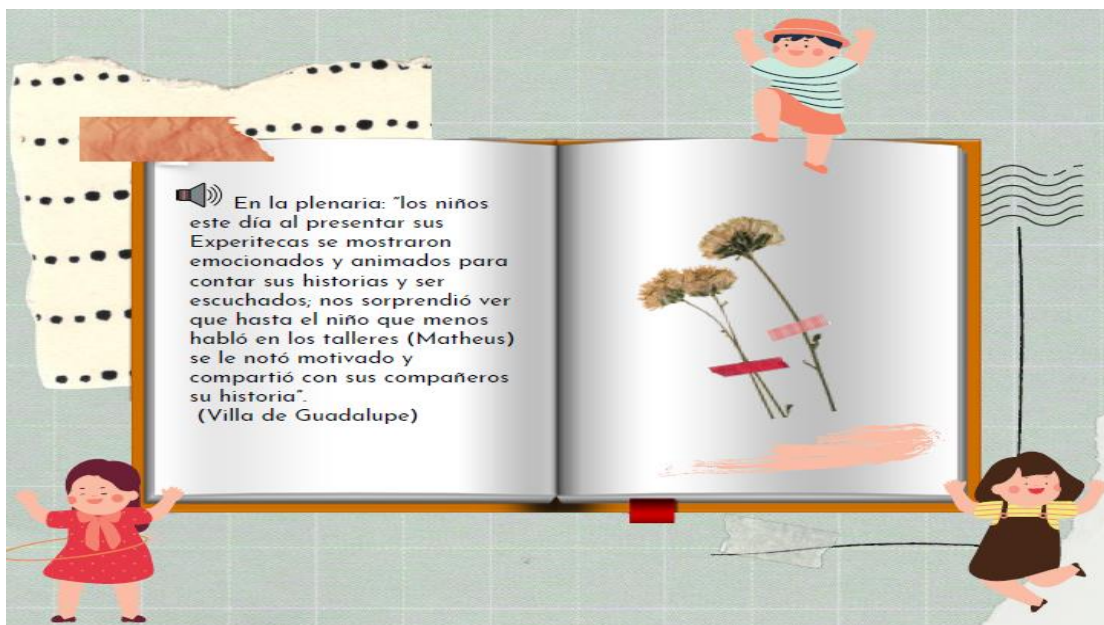 En la plenaria: "los niños
este día al presentar sus
Experitecas se mostraron
emocionados y animados para
contar sus historias y ser
escuchados; nos sorprendió ver
que hasta el niño que menos
habló en los talleres (Matheus)
se le notó motivado y
compartió con sus compañeros
su historia".
(Villa de Guadalupe)